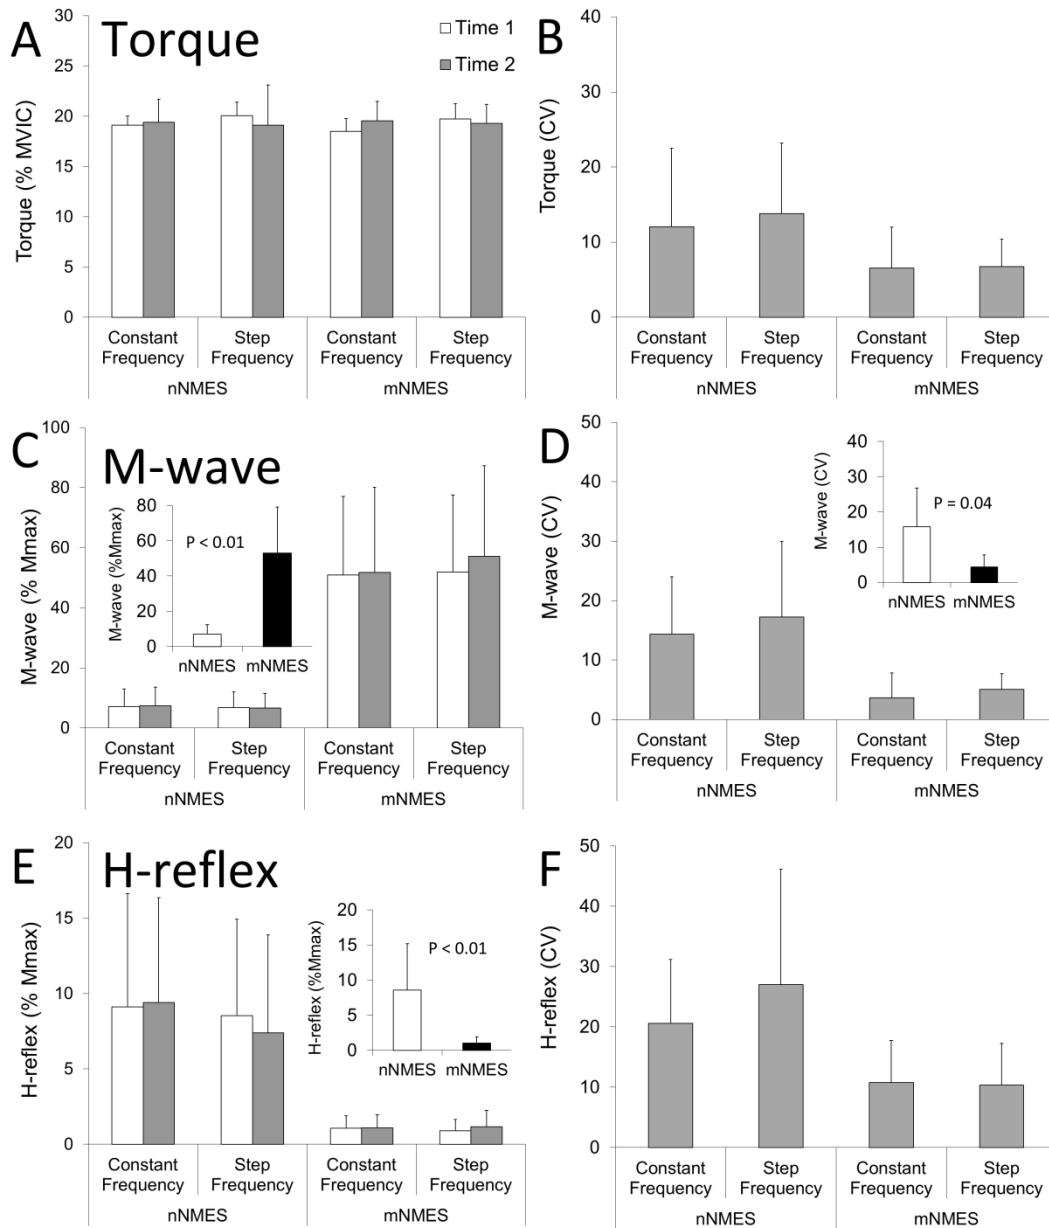 A Torque
Time 1
Time 2
Torque (% MVIC)
30
25
20
15
10
5
0
Constant Frequency
Step Frequency
Constant Frequency
Step Frequency
nNMES
mNMES
B
Torque (CV)
40
30
20
10
0
Constant Frequency
Step Frequency
Constant Frequency
Step Frequency
nNMES
mNMES
C M-wave
M-wave (% Mmax)
100
80
60
40
20
0
M-wave (%Mmax)
80
60
40
20
0
P < 0.01
nNMES
mNMES
Constant Frequency
Step Frequency
Constant Frequency
Step Frequency
nNMES
mNMES
D
M-wave (CV)
50
40
30
20
10
0
M-wave (CV)
40
30
20
10
0
P = 0.04
nNMES
mNMES
Constant Frequency
Step Frequency
Constant Frequency
Step Frequency
nNMES
mNMES
E H-reflex
H-reflex (% Mmax)
20
15
10
5
0
H-reflex (%Mmax)
20
15
10
5
0
P < 0.01
nNMES
mNMES
Constant Frequency
Step Frequency
Constant Frequency
Step Frequency
nNMES
mNMES
F
H-reflex (CV)
50
40
30
20
10
0
Constant Frequency
Step Frequency
Constant Frequency
Step Frequency
nNMES
mNMES